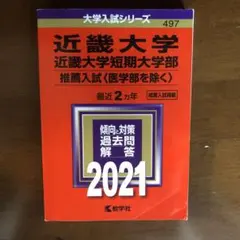 大学入試シリーズ
497
近畿大学
近畿大学短期大学部
推薦入試〈医学部を除く〉
最近2ヵ年
傾向と対策
過去問
解答
2021
教学社